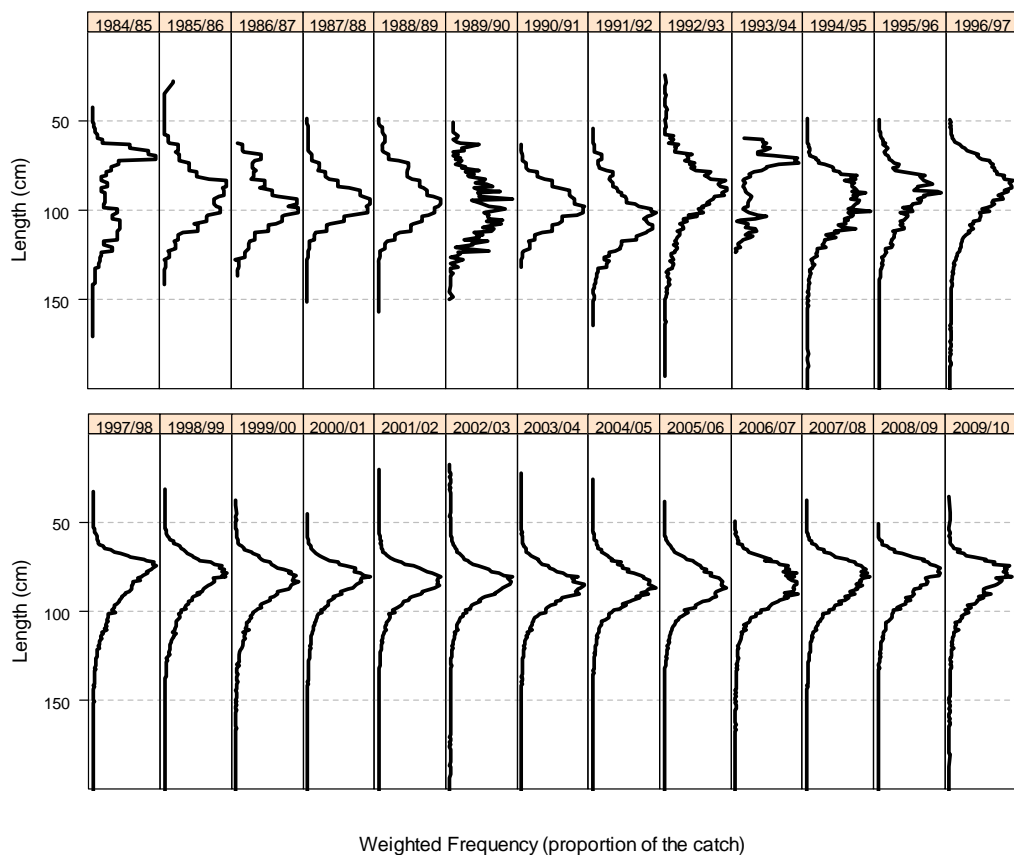 1984/85 1985/86 1986/87 1987/88 1988/89 1989/90 1990/91 1991/92 1992/93 1993/94 1994/95 1995/96 1996/97
50
100
150
Length (cm)
1997/98 1998/99 1999/00 2000/01 2001/02 2002/03 2003/04 2004/05 2005/06 2006/07 2007/08 2008/09 2009/10
50
100
150
Length (cm)
Weighted Frequency (proportion of the catch)